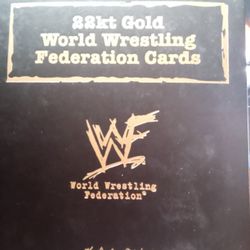 22kt Gold
World Wrestling
Federation Cards
WF
World Wrestling
Federation®